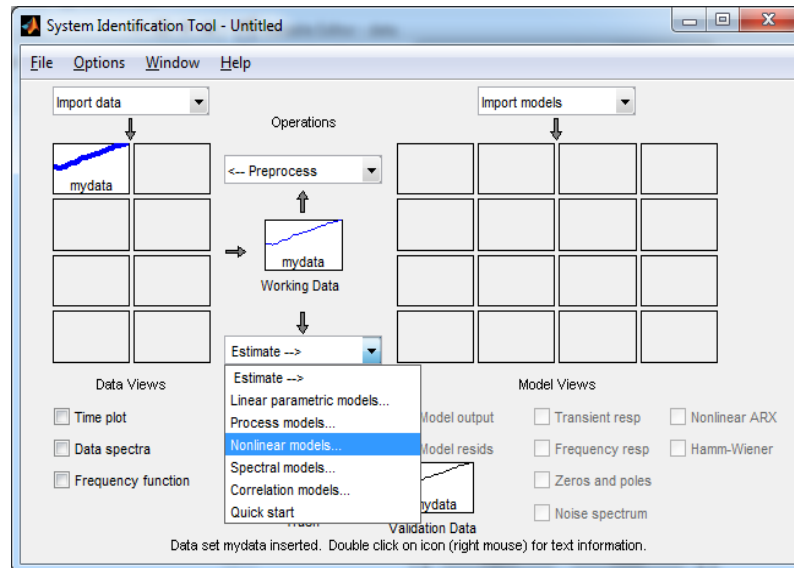 System Identification Tool - Untitled
File Options Window Help
Import data
Import models
Operations
mydata
<-- Preprocess
mydata
Working Data
Estimate -->
Estimate -->
Linear parametric models...
Process models...
Nonlinear models...
Spectral models...
Correlation models...
Quick start
Data Views
Time plot
Data spectra
Frequency function
Model Views
Model output Transient resp Nonlinear ARX
Model resids Frequency resp Hamm-Wiener
Zeros and poles
Noise spectrum
mydata
Trash
Validation Data
Data set mydata inserted. Double click on icon (right mouse) for text information.